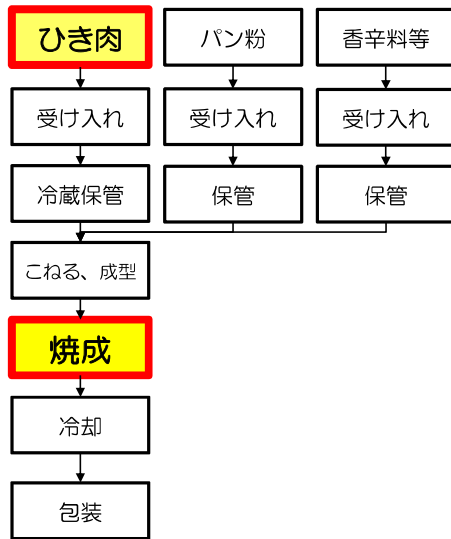 ひき肉
パン粉
香辛料等
受け入れ
受け入れ
受け入れ
冷蔵保管
保管
保管
こねる、成型
焼成
冷却
包装